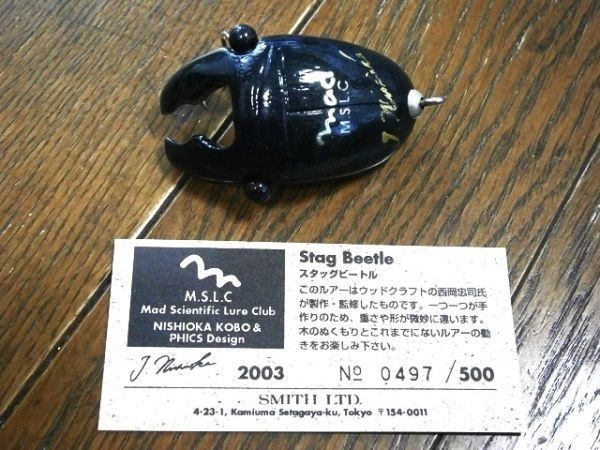 mad
M.S.L.C
Stag Beetle
スタッグビートル
このルアーはウッドクラフトの西岡忠司氏
が製作・監修したものです。一つ一つが手
作りのため、重さや形が微妙に違います。
木のぬくもりとこれまでにないルアーの動
きをお楽しみ下さい。
M.S.L.C
Mad Scientific Lure Club
NISHIOKA KOBO &
PHICS Design
2003 № 0497 /500
SMITH LTD.
4-23-1, Kamiuma Setagaya-ku, Tokyo 〒154-0011